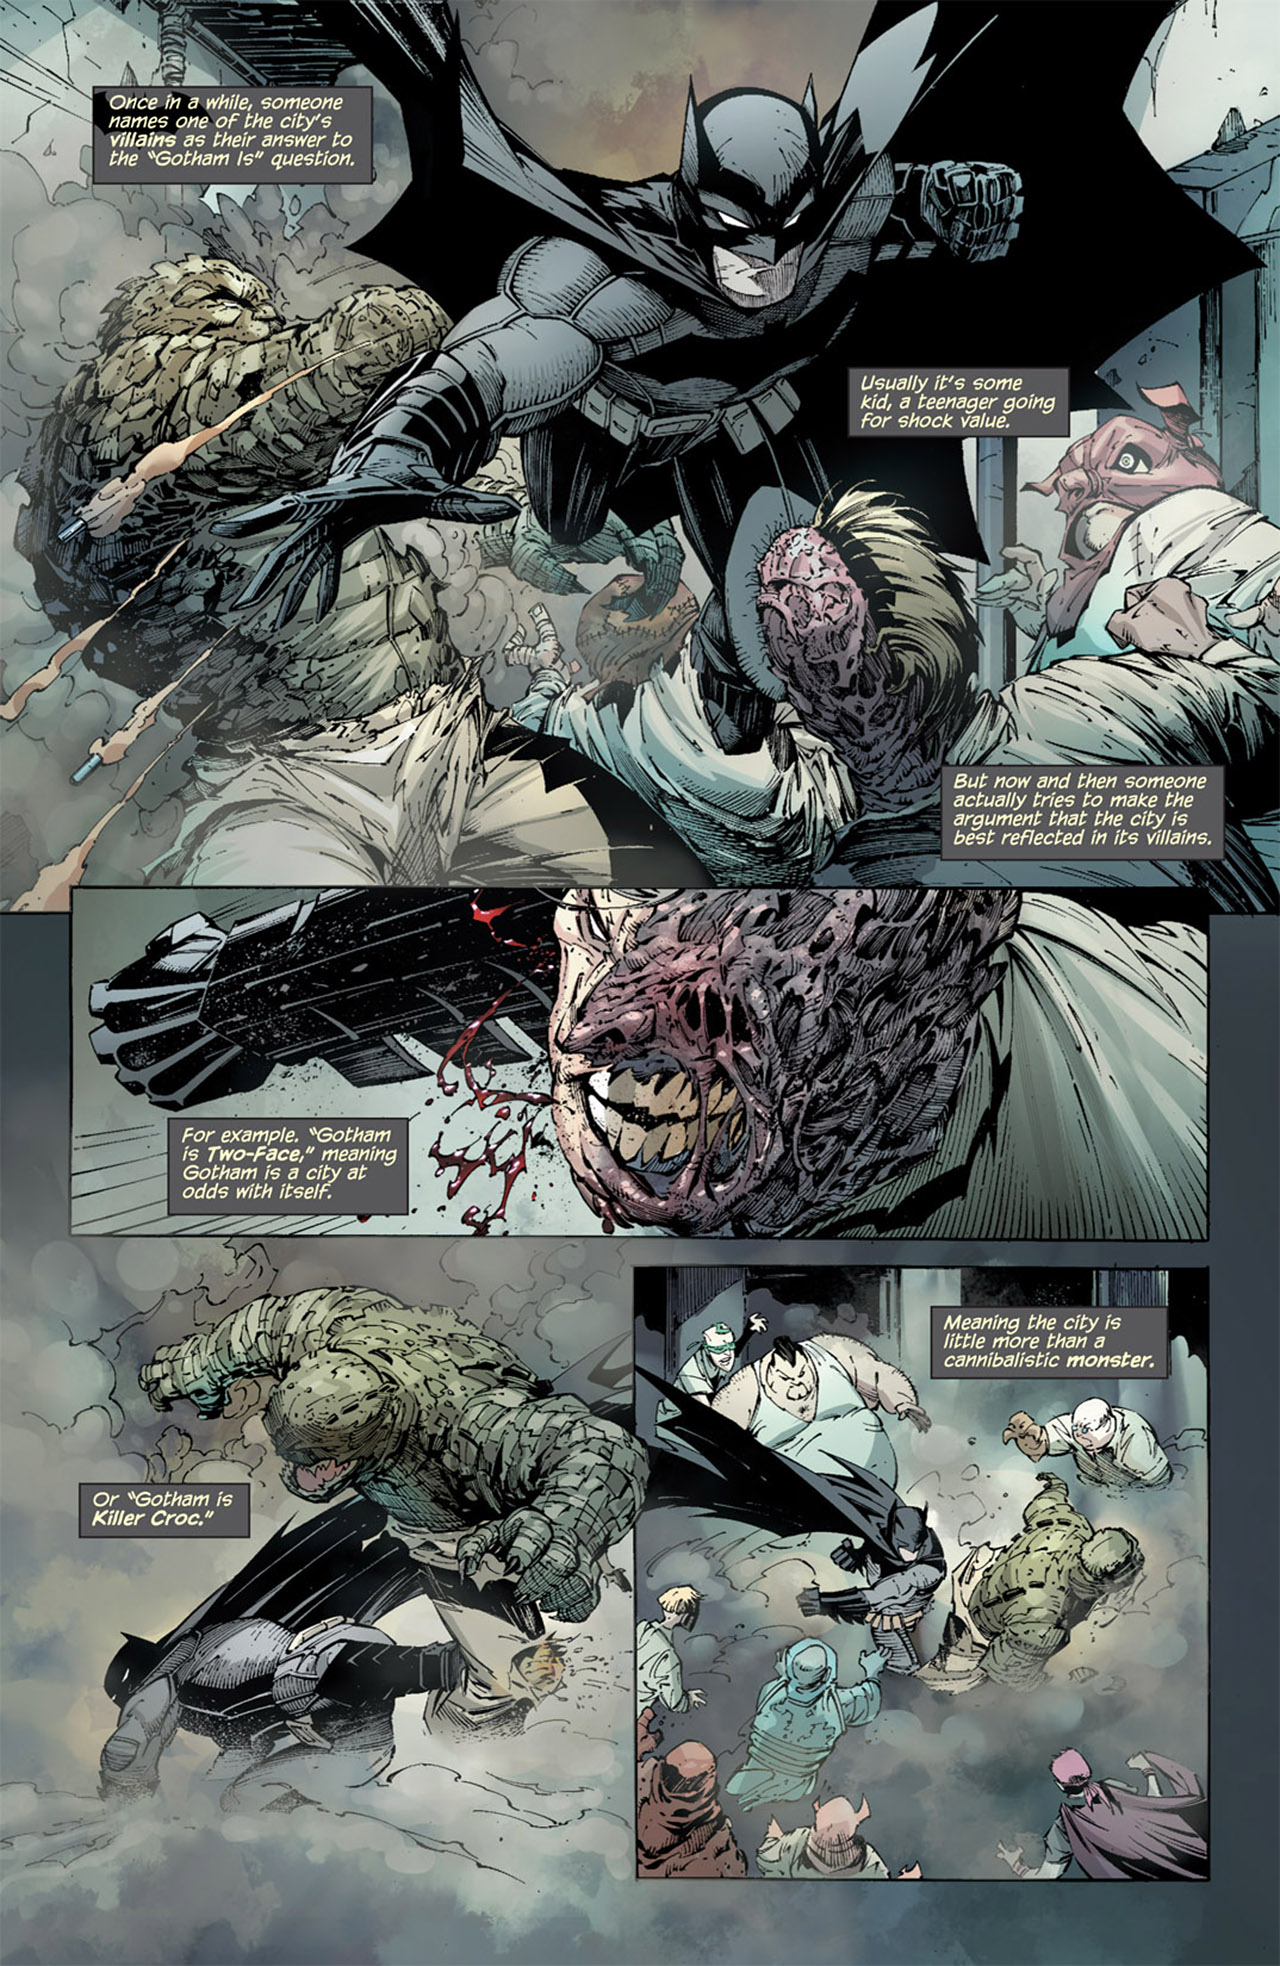 Once in a while, someone
names one of the city's
villains as their answer to
the "Gotham Is" question.
Usually it's some
kid, a teenager going
for shock value.
But now and then someone
actually tries to make the
argument that the city is
best reflected in its villains.
For example. "Gotham
is Two-Face," meaning
Gotham is a city at
odds with itself.
Or "Gotham is
Killer Croc."
Meaning the city is
little more than a
cannibalistic monster.